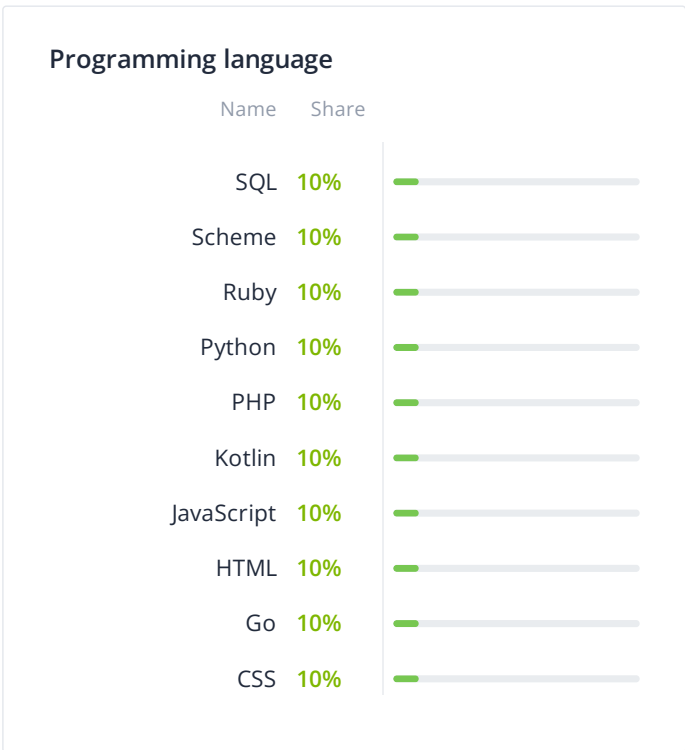 Programming language
Name Share
SQL 10%
Scheme 10%
Ruby 10%
Python 10%
PHP 10%
Kotlin 10%
JavaScript 10%
HTML 10%
Go 10%
CSS 10%